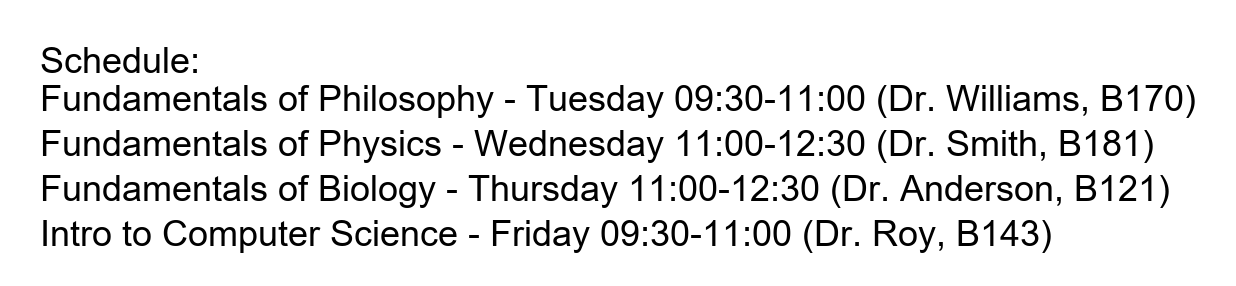 Schedule:
Fundamentals of Philosophy - Tuesday 09:30-11:00 (Dr. Williams, B170)
Fundamentals of Physics - Wednesday 11:00-12:30 (Dr. Smith, B181)
Fundamentals of Biology - Thursday 11:00-12:30 (Dr. Anderson, B121)
Intro to Computer Science - Friday 09:30-11:00 (Dr. Roy, B143)